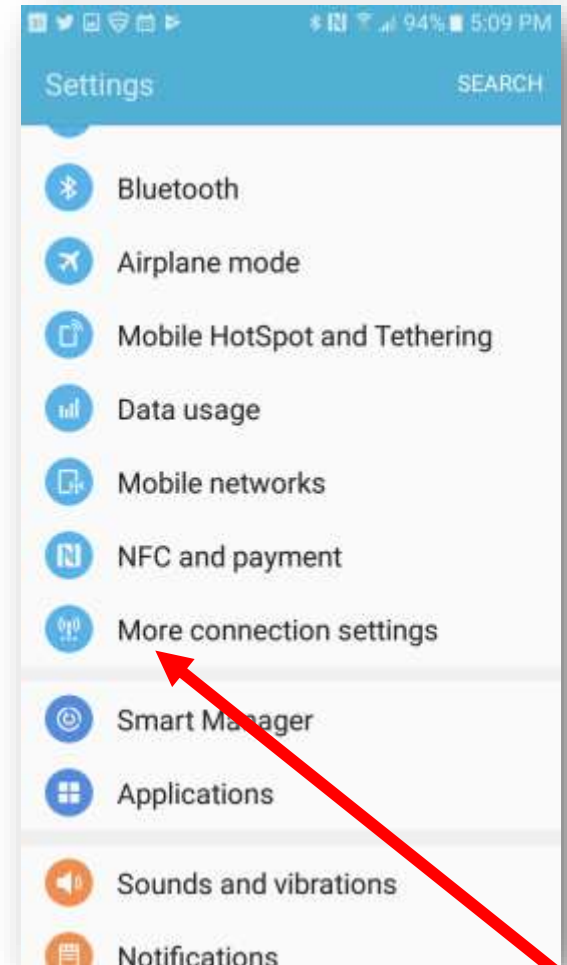 94% 5:09 PM
Settings SEARCH
Bluetooth
Airplane mode
Mobile HotSpot and Tethering
Data usage
Mobile networks
NFC and payment
More connection settings
Smart Manager
Applications
Sounds and vibrations
Notifications